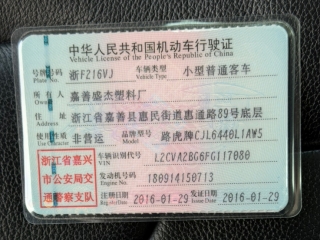 中华人民共和国机动车行驶证
Vehicle License of the People's Republic of China
号牌号码 浙F216VJ 车辆类型 小型普通客车
Plate No. Vehicle Type
所有人 嘉善盛杰塑料厂
Owner
住址 浙江省嘉善县惠民街道惠通路89号底层
Address
使用性质 非营运 品牌型号 路虎牌CJL6440L1AWS
Use Character Model
浙江省嘉兴
市公安局交
通警察支队
车辆识别代号 L2CVA2BG6FG117080
VIN
发动机号码 180914150713
Engine No.
注册日期 2016-01-29 发证日期 2016-01-29
Register Date Issue Date